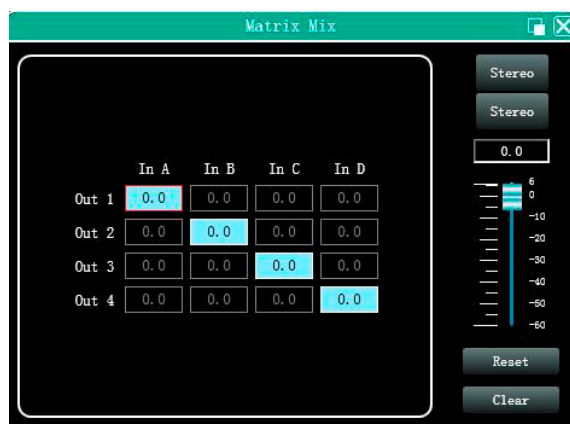 Matrix Mix
Stereo
Stereo
0.0
In A In B In C In D
Out 1 0.0 0.0 0.0 0.0
Out 2 0.0 0.0 0.0 0.0
Out 3 0.0 0.0 0.0 0.0
Out 4 0.0 0.0 0.0 0.0
6
0
-10
-20
-30
-40
-50
-60
Reset
Clear